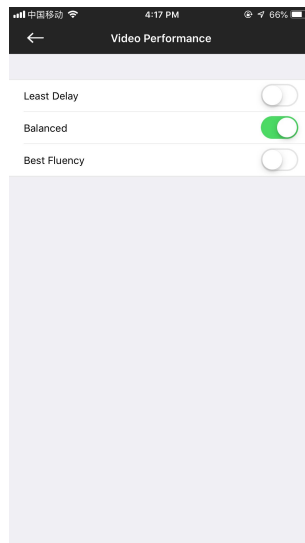 中国移动 4:17 PM 66%
Video Performance
Least Delay
Balanced
Best Fluency